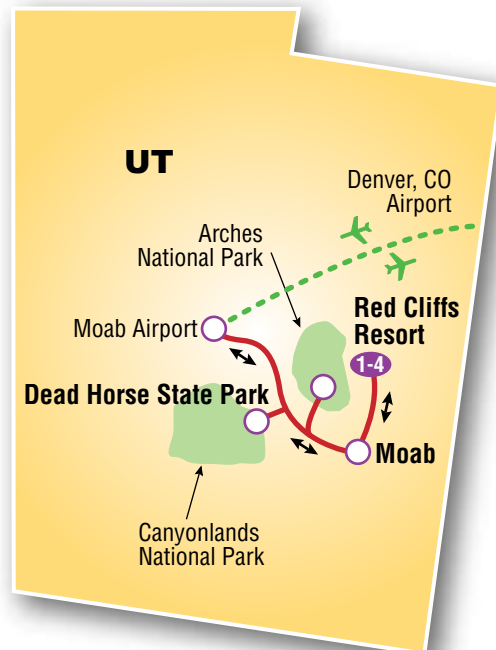 UT
Denver, CO
Airport
Arches
National Park
Moab Airport
Red Cliffs
Resort
1-4
Dead Horse State Park
Moab
Canyonlands
National Park